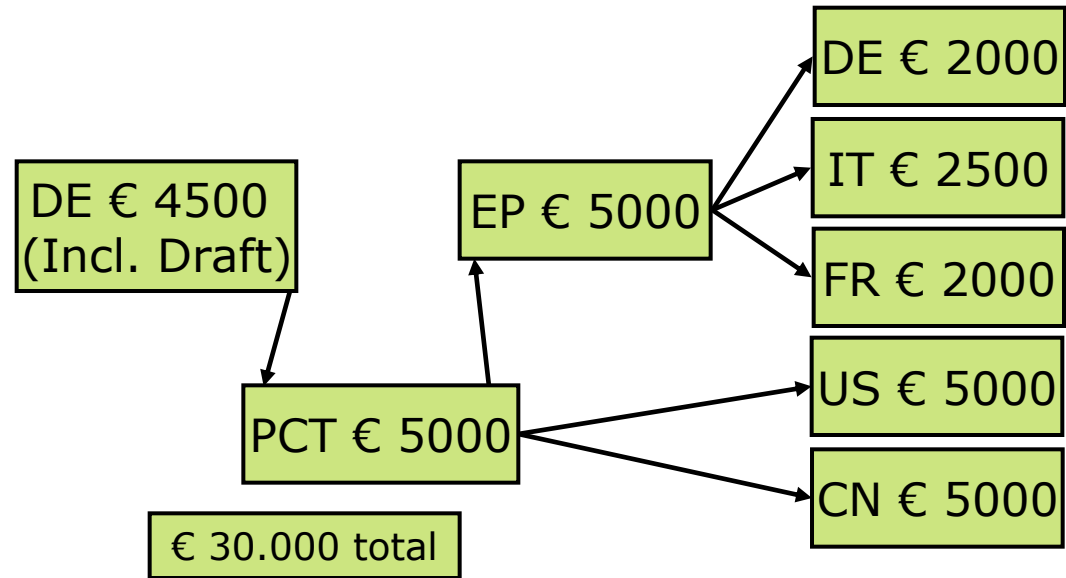 DE € 4500
(Incl. Draft)
PCT € 5000
EP € 5000
DE € 2000
IT € 2500
FR € 2000
US € 5000
CN € 5000
€ 30.000 total